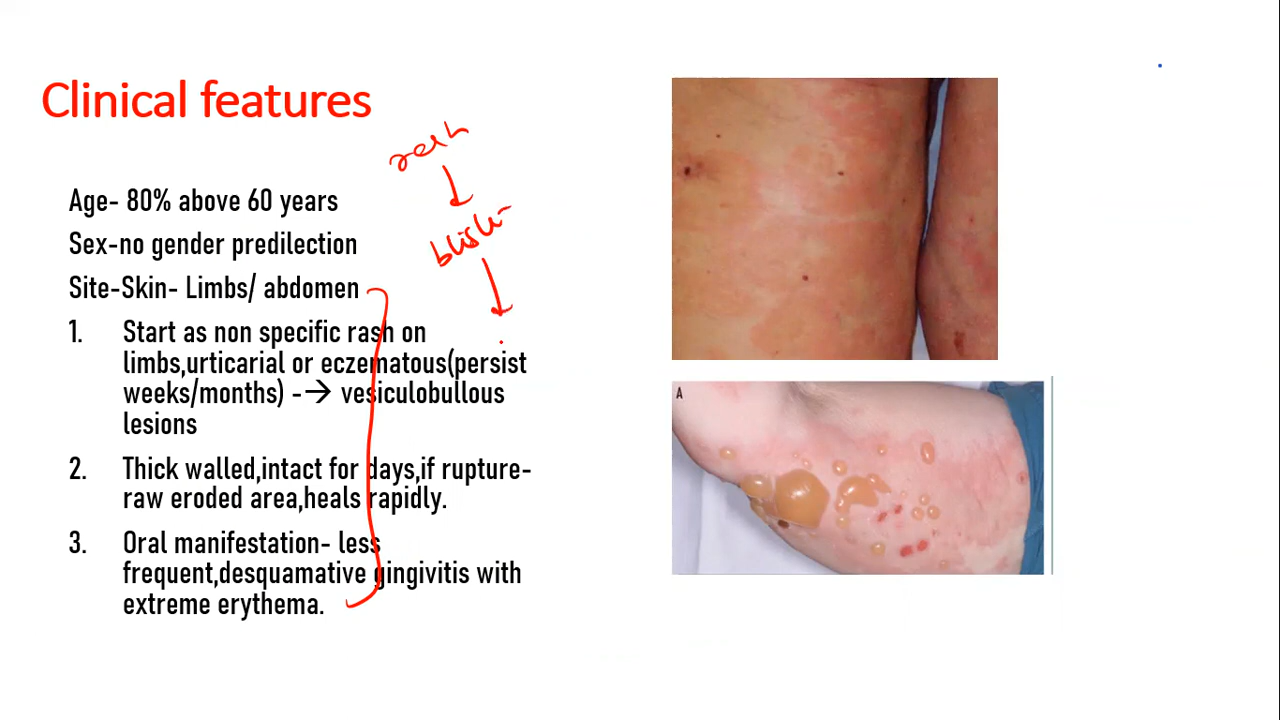 Clinical features
rash
Age- 80% above 60 years
Sex-no gender predilection
Site-Skin- Limbs/ abdomen
1. Start as non specific rash on
limbs,urticarial or eczematous(persist
weeks/months) -→ vesiculobullous
lesions
2. Thick walled,intact for days,if rupture-
raw eroded area,heals rapidly.
3. Oral manifestation- less
frequent,desquamative gingivitis with
extreme erythema.
A